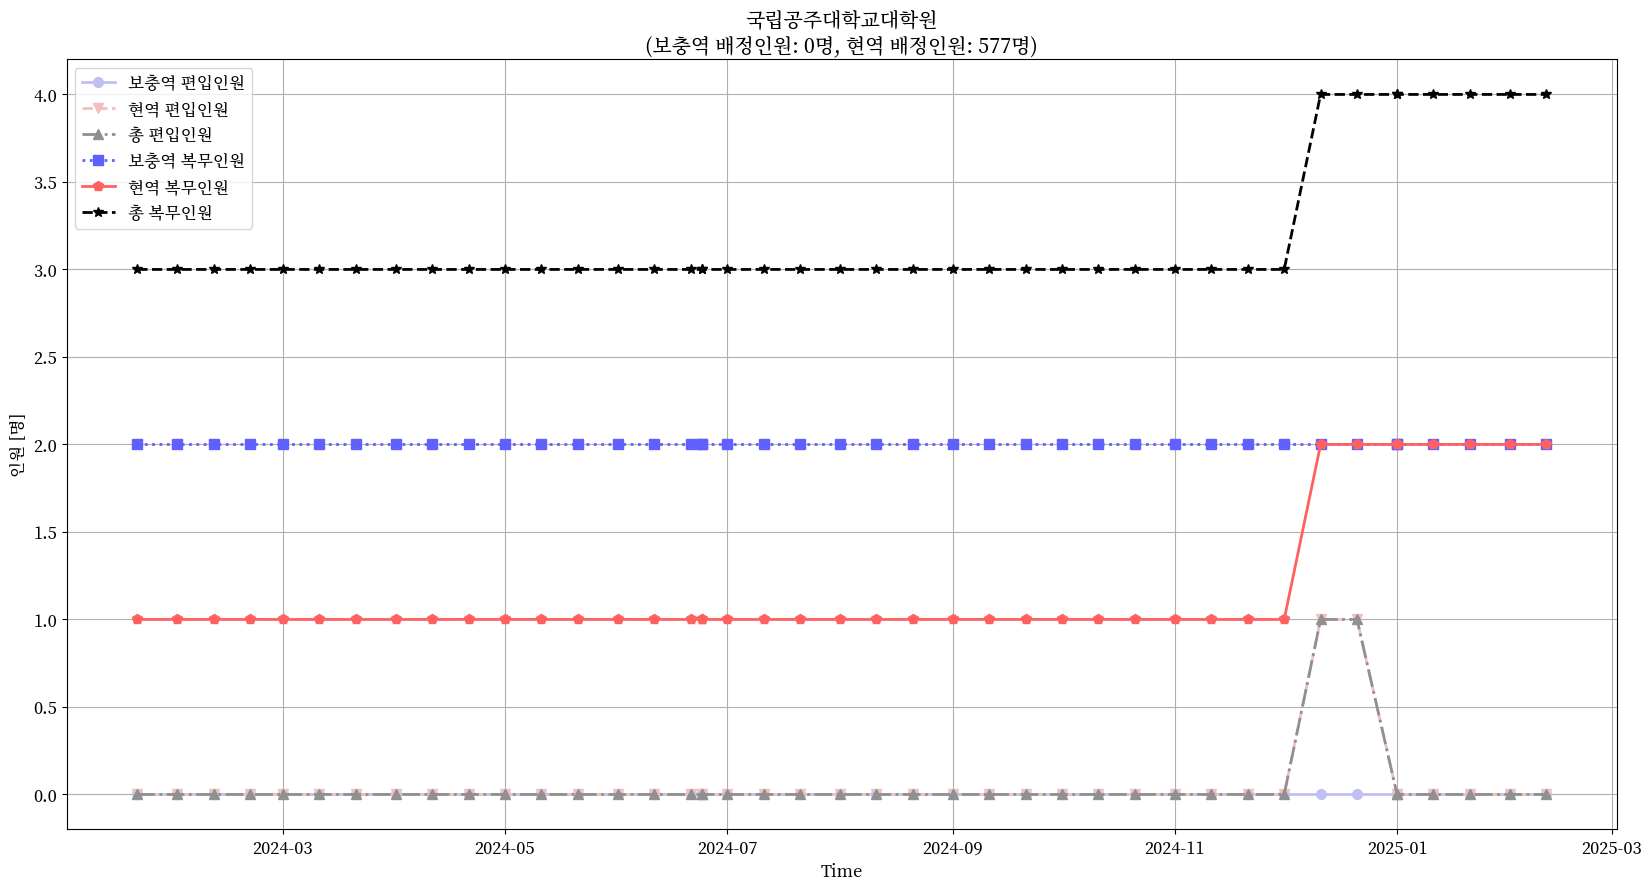 국립공주대학교대학원
(보충역 배정인원: 0명, 현역 배정인원: 577명)
보충역 편입인원
현역 편입인원
총 편입인원
보충역 복무인원
현역 복무인원
총 복무인원
4.0
3.5
3.0
2.5
2.0
1.5
1.0
0.5
0.0
인원 [명]
2024-03
2024-05
2024-07
2024-09
2024-11
2025-01
2025-03
Time